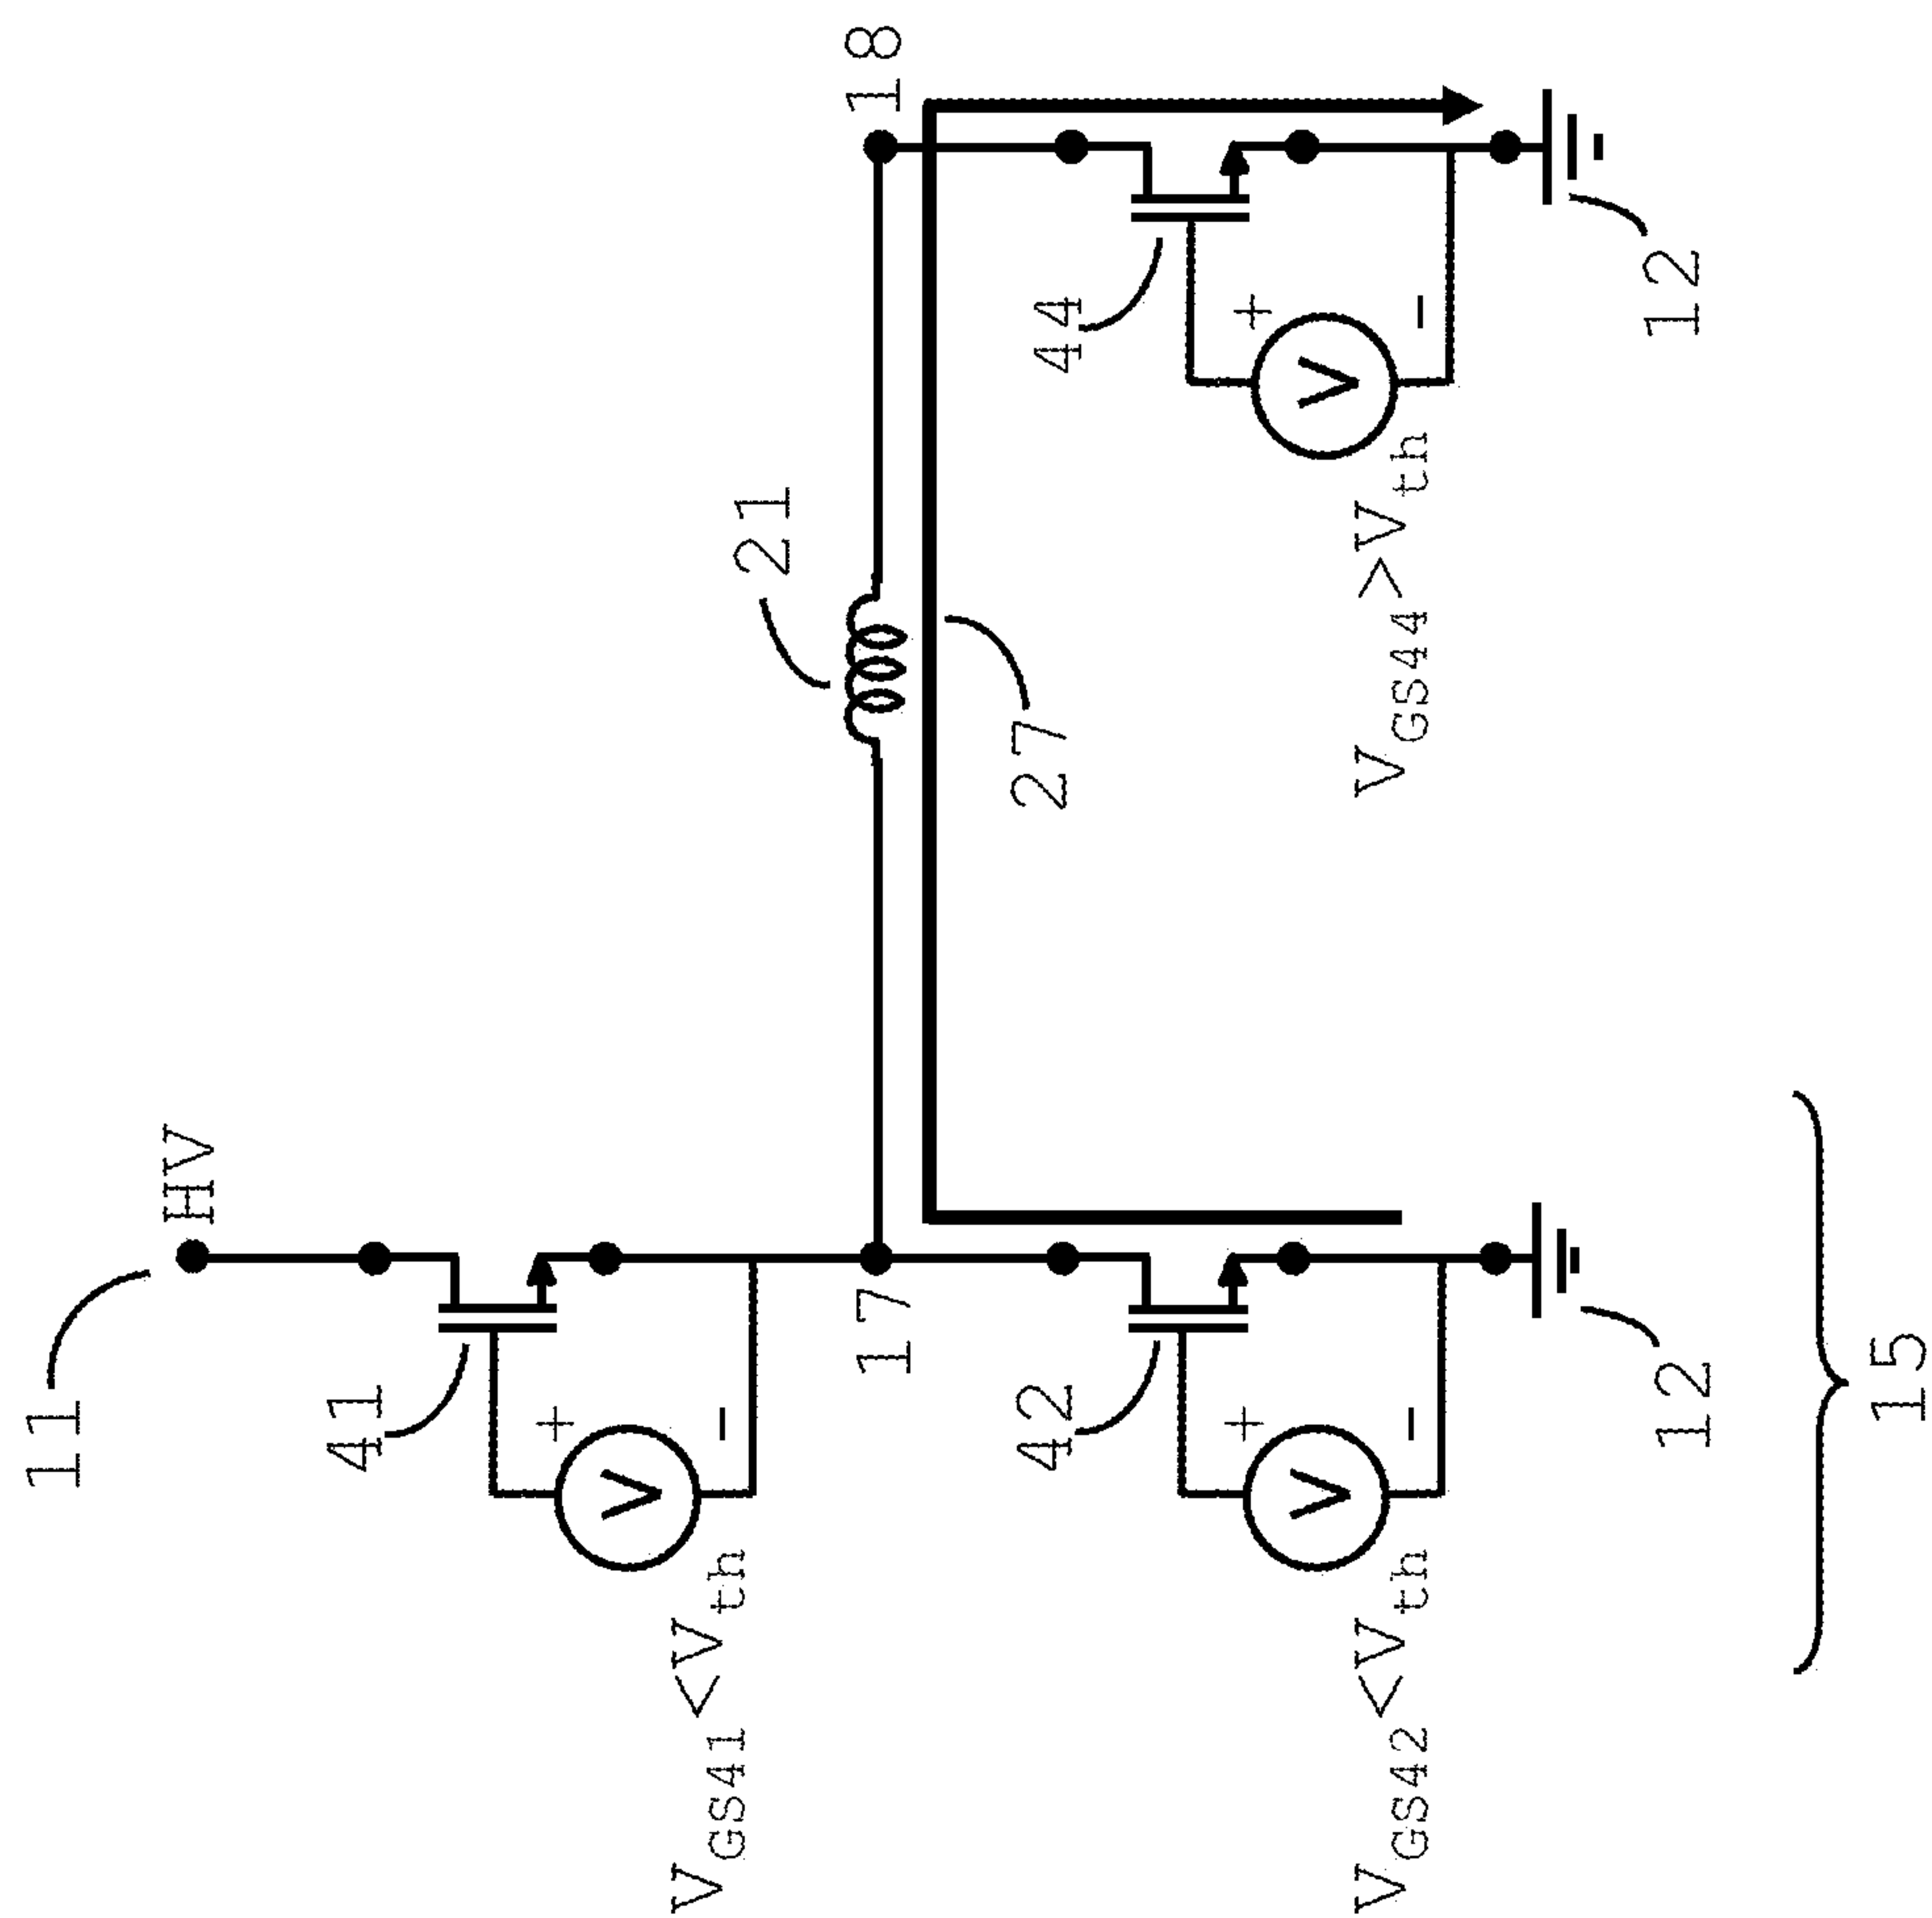 11
HV
41
+
V
−
V_GS41<V_th
17
21
18
27
42
+
V
−
V_GS42<V_th
44
+
V
−
V_GS44>V_th
12
12
15